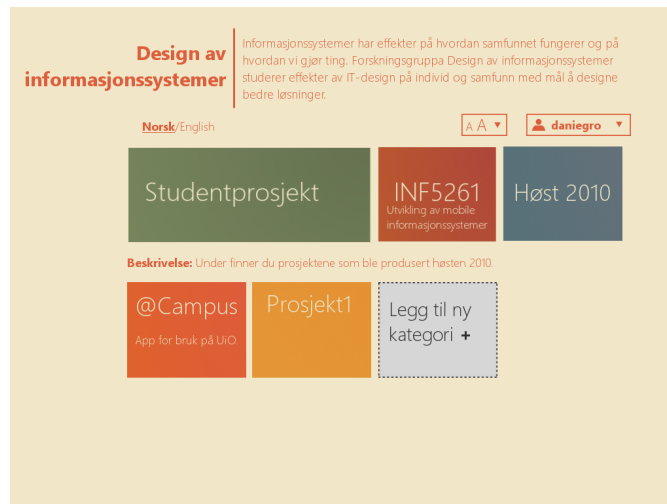 Design av
informasjonssystemer
Informasjonssystemer har effekter på hvordan samfunnet fungerer og på
hvordan vi gjør ting. Forskningsgruppa Design av informasjonssystemer
studerer effekter av IT-design på individ og samfunn med mål å designe
bedre løsninger.
Norsk/English
A A ▼
daniegro ▼
Studentprosjekt
INF5261
Utvikling av mobile
informasjonssystemer
Høst 2010
Beskrivelse: Under finner du prosjektene som ble produsert høsten 2010.
@Campus
App for bruk på UiO.
Prosjekt1
Legg til ny
kategori +